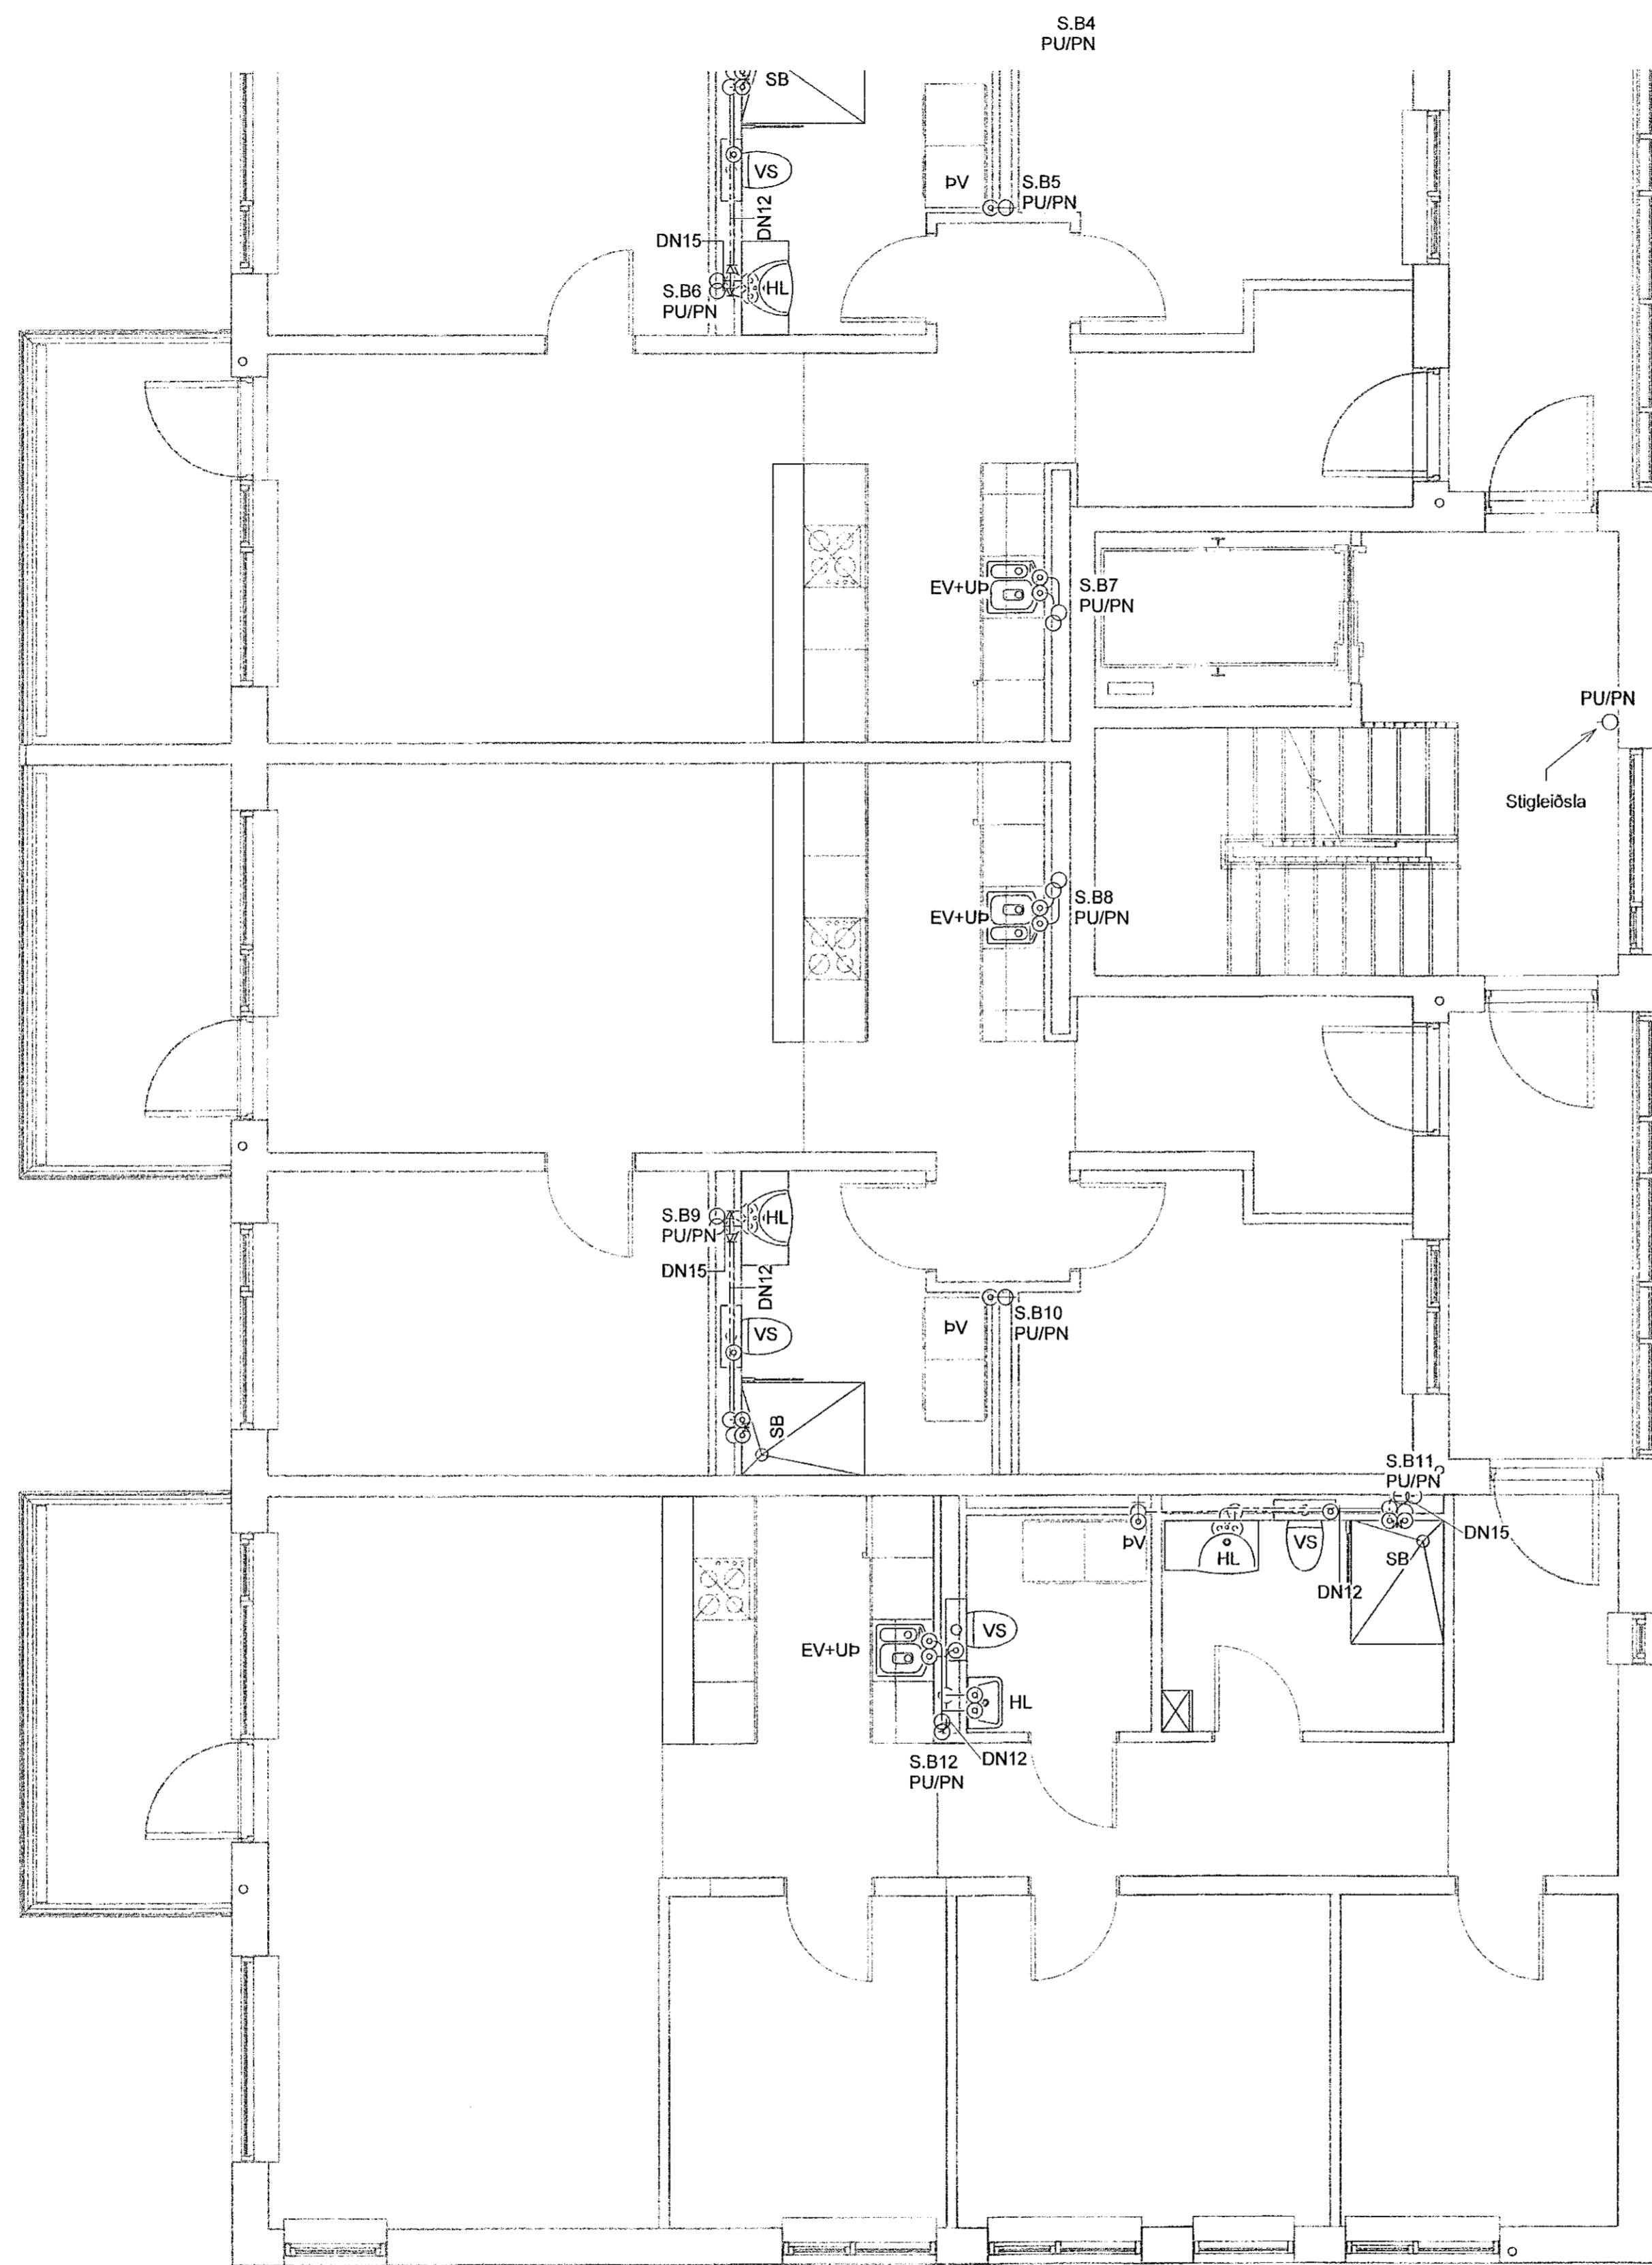 S.B4
PU/PN
SB
VS
ÞV
S.B5
PU/PN
DN12
DN15
S.B6
PU/PN
HL
EV+UÞ
S.B7
PU/PN
PU/PN
Stigleiðsla
EV+UÞ
S.B8
PU/PN
S.B9
PU/PN
HL
DN15
DN12
VS
ÞV
S.B10
PU/PN
SB
S.B11
PU/PN
DN15
ÞV
HL
VS
SB
DN12
EV+UÞ
VS
HL
S.B12
PU/PN
DN12